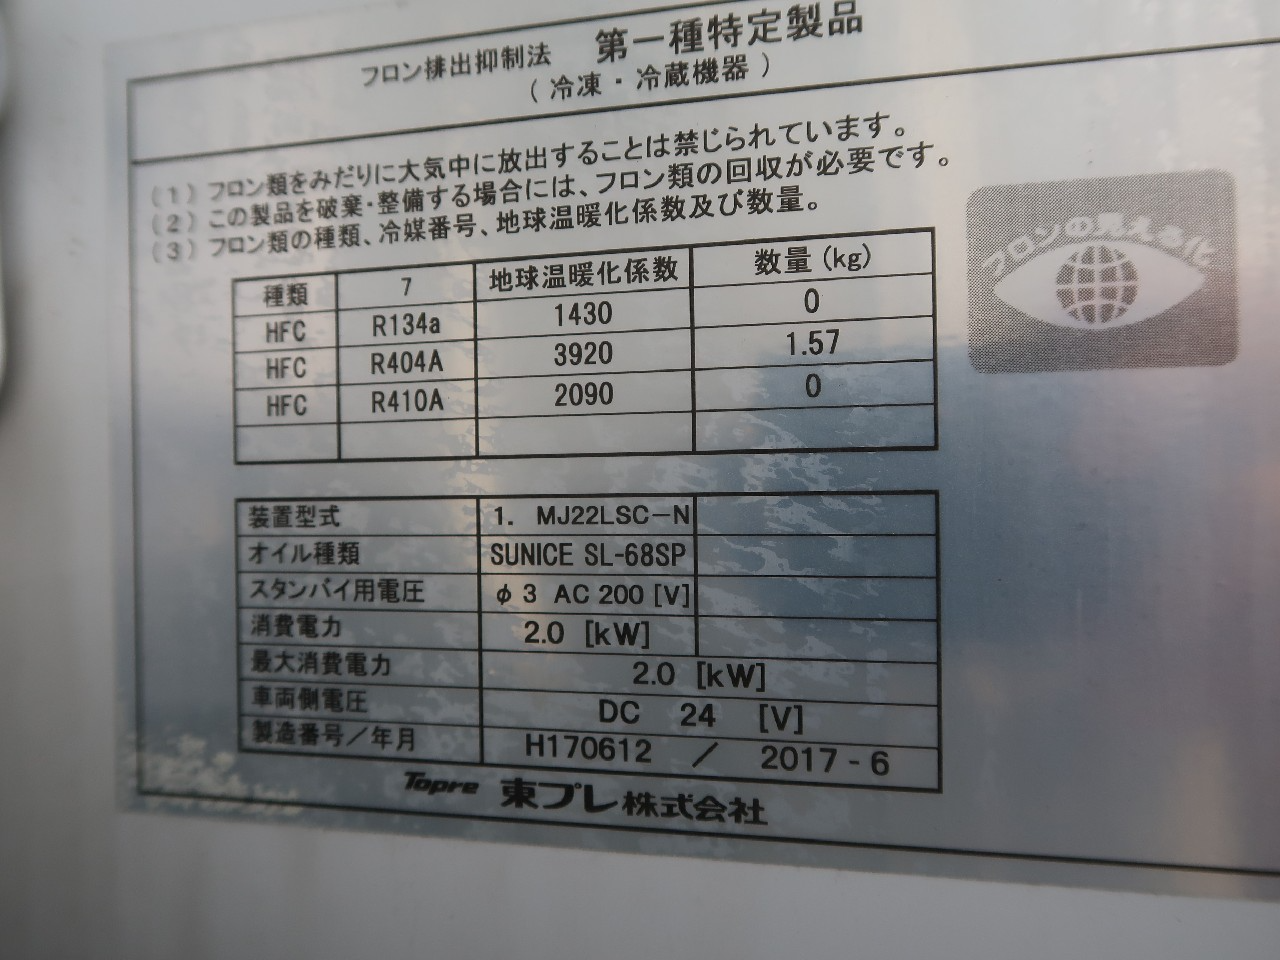 フロン排出抑制法 第一種特定製品
(冷凍・冷蔵機器)
(1)フロン類をみだりに大気中に放出することは禁じられています。
(2)この製品を破棄・整備する場合には、フロン類の回収が必要です。
(3)フロン類の種類、冷媒番号、地球温暖化係数及び数量。
フロンの見える化
種類 7 地球温暖化係数 数量(kg)
HFC R134a 1430 0
HFC R404A 3920 1.57
HFC R410A 2090 0
装置型式 1. MJ22LSC-N
オイル種類 SUNICE SL-68SP
スタンバイ用電圧 φ3 AC 200 [V]
消費電力 2.0 [kW]
最大消費電力 2.0 [kW]
車両側電圧 DC 24 [V]
製造番号/年月 H170612 / 2017-6
Topre 東プレ株式会社